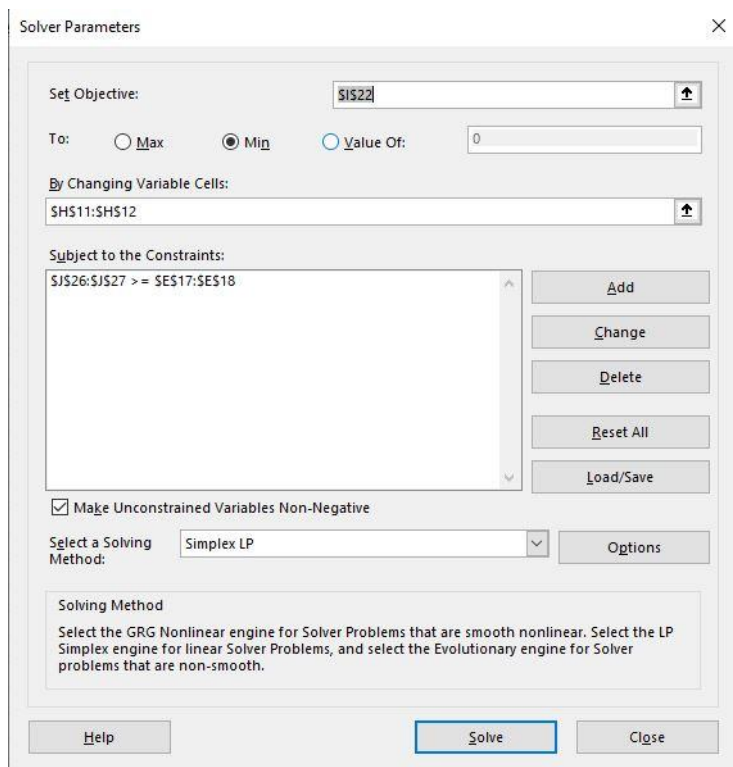 Solver Parameters
Set Objective:
$I$22
To:
Max
Min
Value Of:
0
By Changing Variable Cells:
$H$11:$H$12
Subject to the Constraints:
$J$26:$J$27 >= $E$17:$E$18
Add
Change
Delete
Reset All
Load/Save
Make Unconstrained Variables Non-Negative
Select a Solving Method:
Simplex LP
Options
Solving Method
Select the GRG Nonlinear engine for Solver Problems that are smooth nonlinear. Select the LP
Simplex engine for linear Solver Problems, and select the Evolutionary engine for Solver
problems that are non-smooth.
Help
Solve
Close